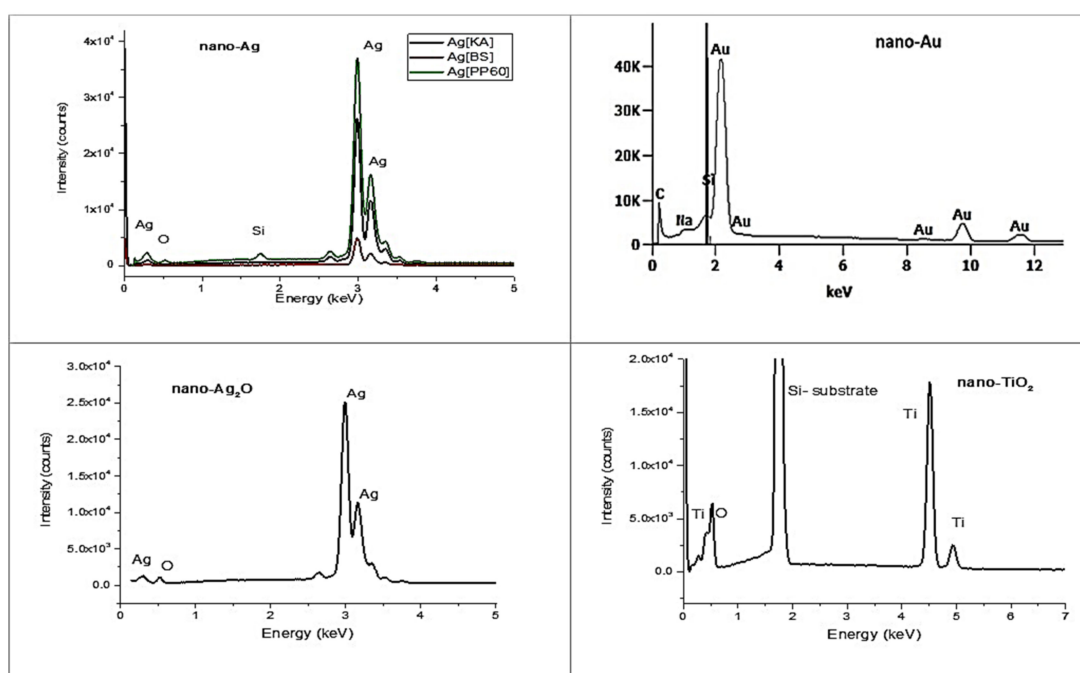 nano-Ag
Ag[KA]
Ag[BS]
Ag[PP60]
4x10⁴
3x10⁴
2x10⁴
1x10⁴
0
Intensity (counts)
Ag
Ag
Ag
O
Si
0 1 2 3 4 5
Energy (keV)
nano-Au
40K
30K
20K
10K
0
Au
C
Na
Si
Au
Au
Au
Au
0 2 4 6 8 10 12
keV
nano-Ag₂O
3.0x10⁴
2.5x10⁴
2.0x10⁴
1.5x10⁴
1.0x10⁴
5.0x10³
0.0
Intensity (counts)
Ag
Ag
Ag
O
0 1 2 3 4 5
Energy (keV)
nano-TiO₂
2.0x10⁴
1.5x10⁴
1.0x10⁴
5.0x10³
0.0
Intensity (counts)
Si- substrate
Ti
Ti O
Ti
0 1 2 3 4 5 6 7
Energy (keV)